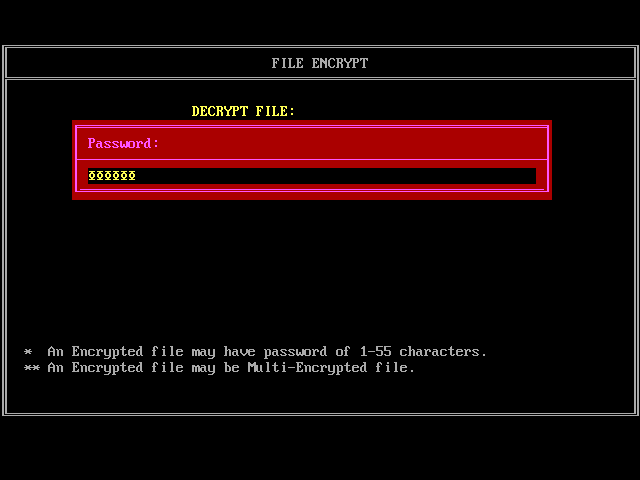 FILE ENCRYPT
DECRYPT FILE:
Password:
oooooo
*  An Encrypted file may have password of 1-55 characters.
** An Encrypted file may be Multi-Encrypted file.